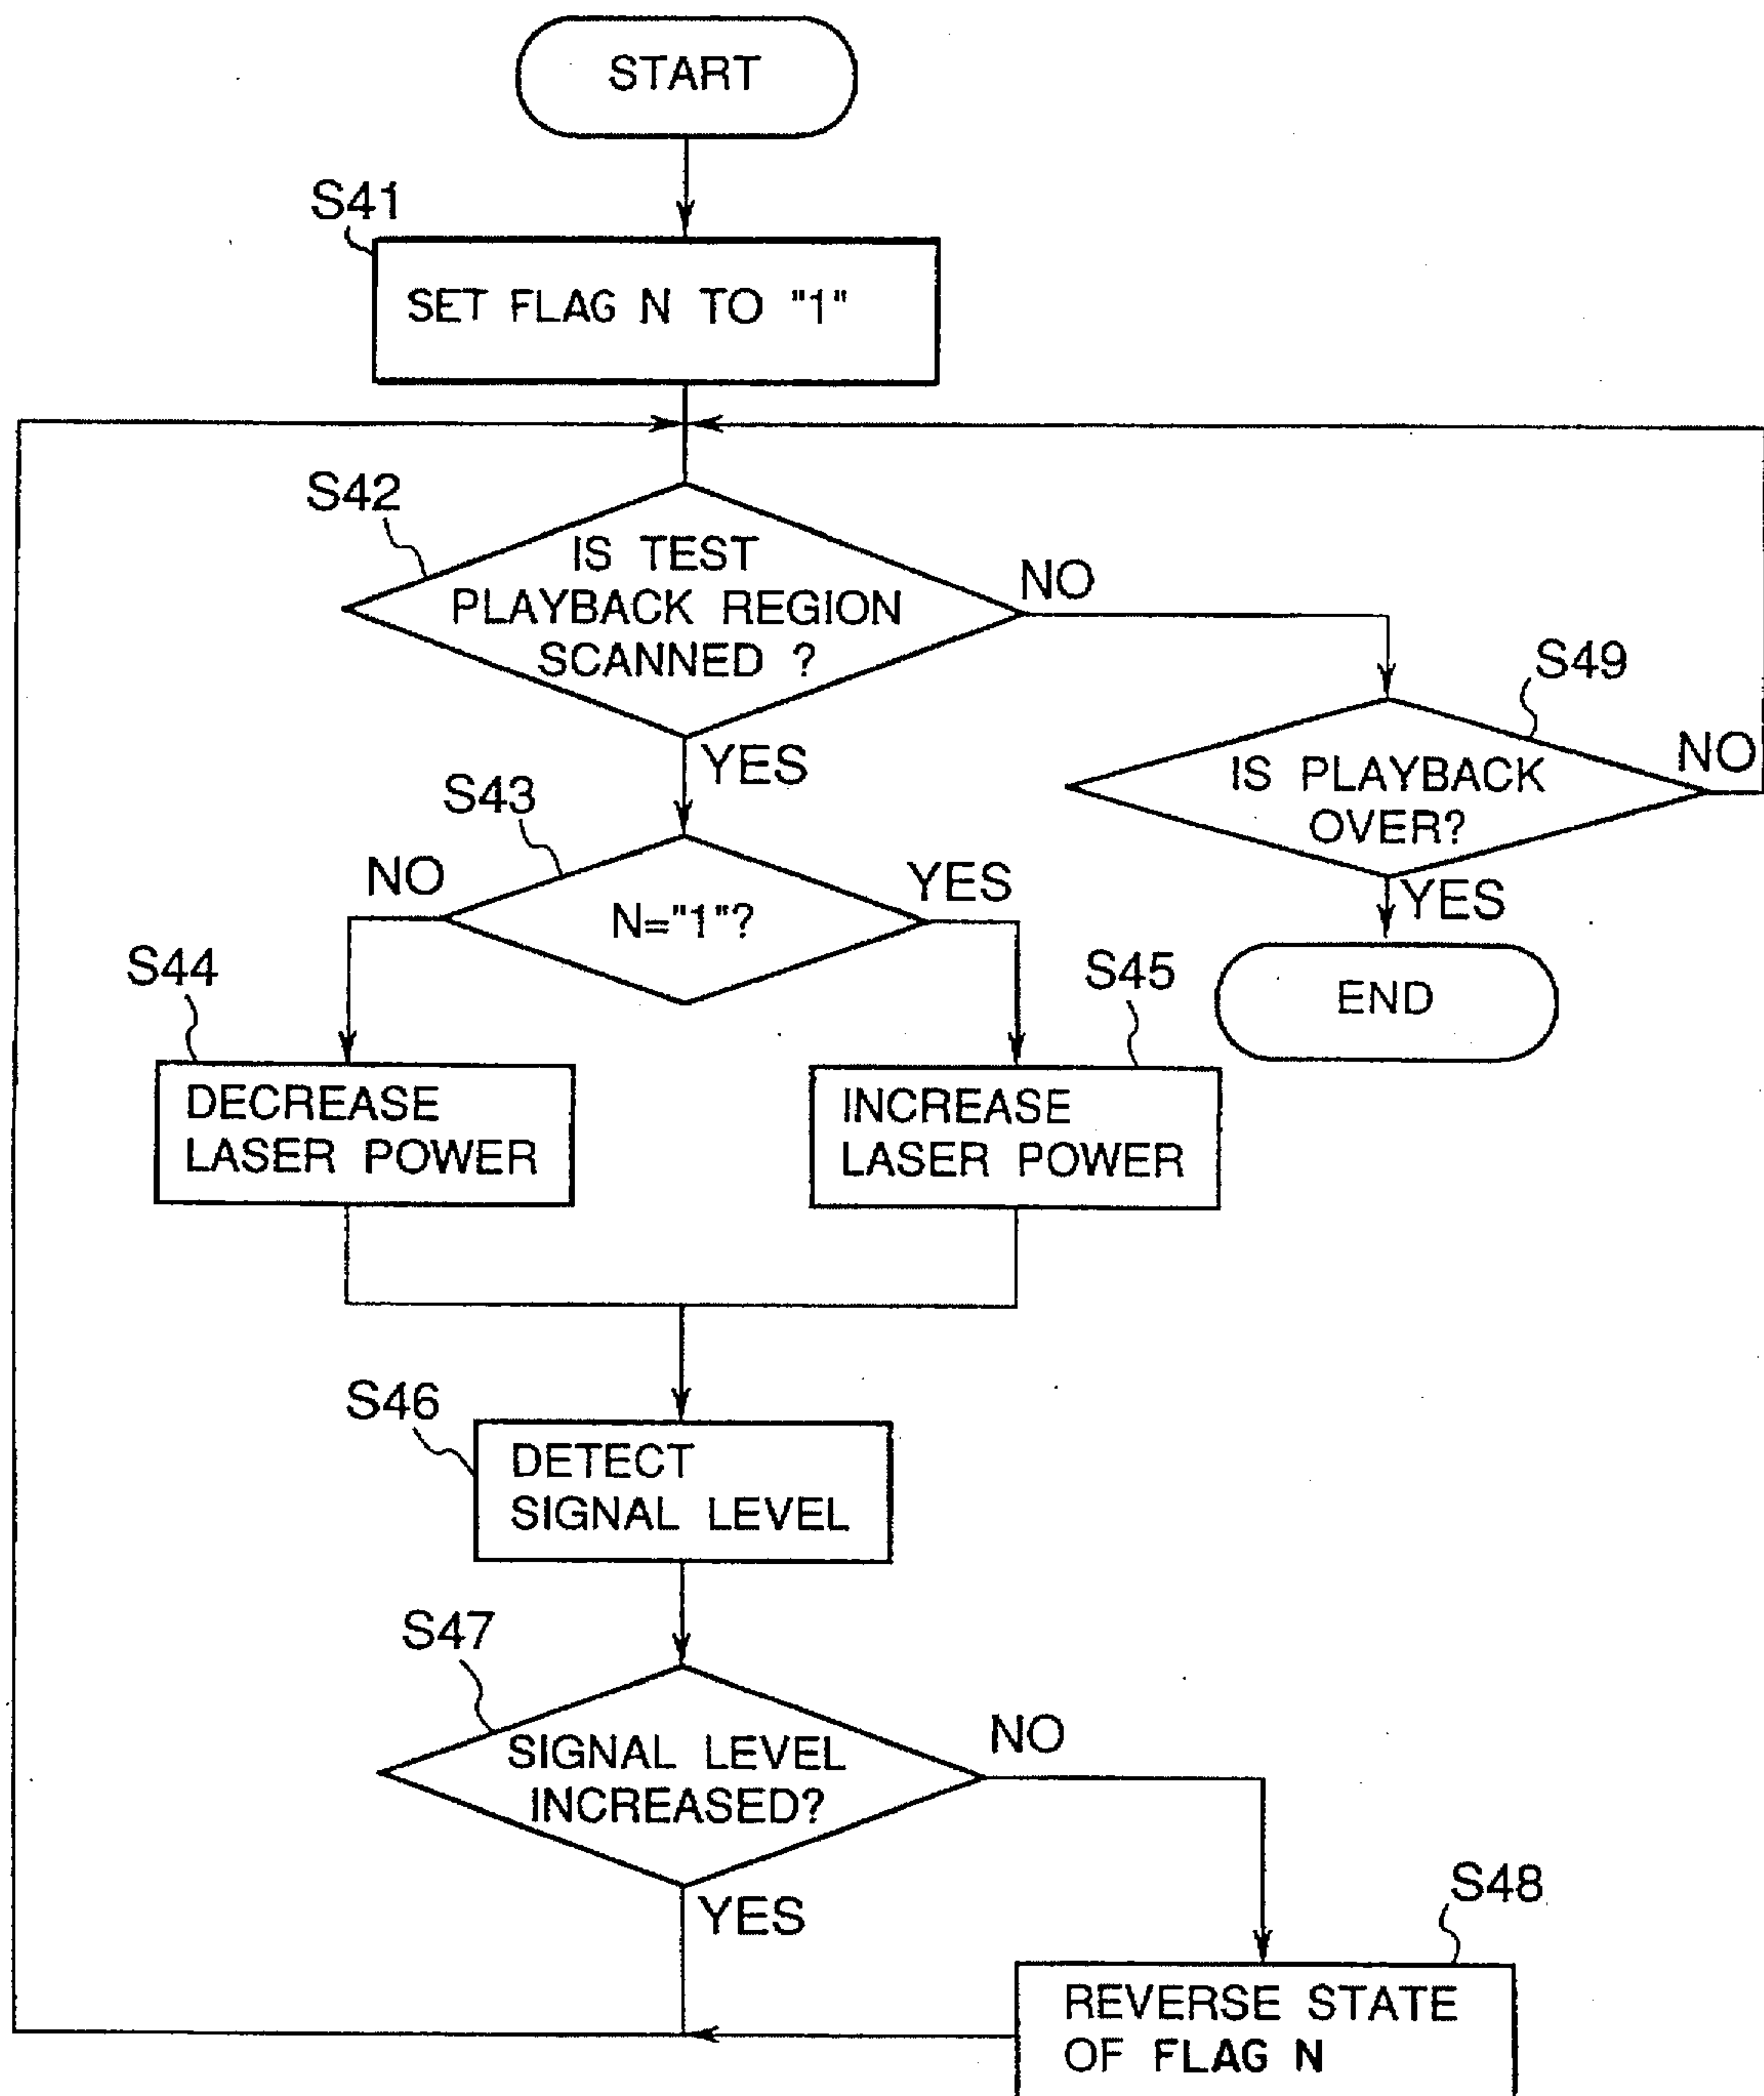 START
S41
SET FLAG N TO "1"
S42
IS TEST
PLAYBACK REGION
SCANNED ?
NO
YES
S49
IS PLAYBACK
OVER?
NO
YES
END
S43
N="1"?
NO
YES
S44
DECREASE
LASER POWER
S45
INCREASE
LASER POWER
S46
DETECT
SIGNAL LEVEL
S47
SIGNAL LEVEL
INCREASED?
NO
YES
S48
REVERSE STATE
OF FLAG N